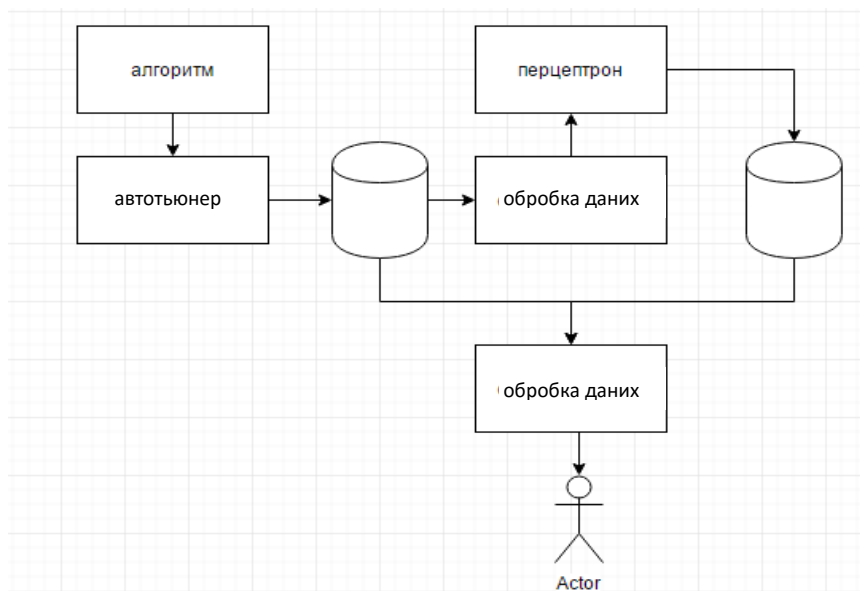 алгоритм
перцептрон
автотьюнер
обробка даних
обробка даних
Actor